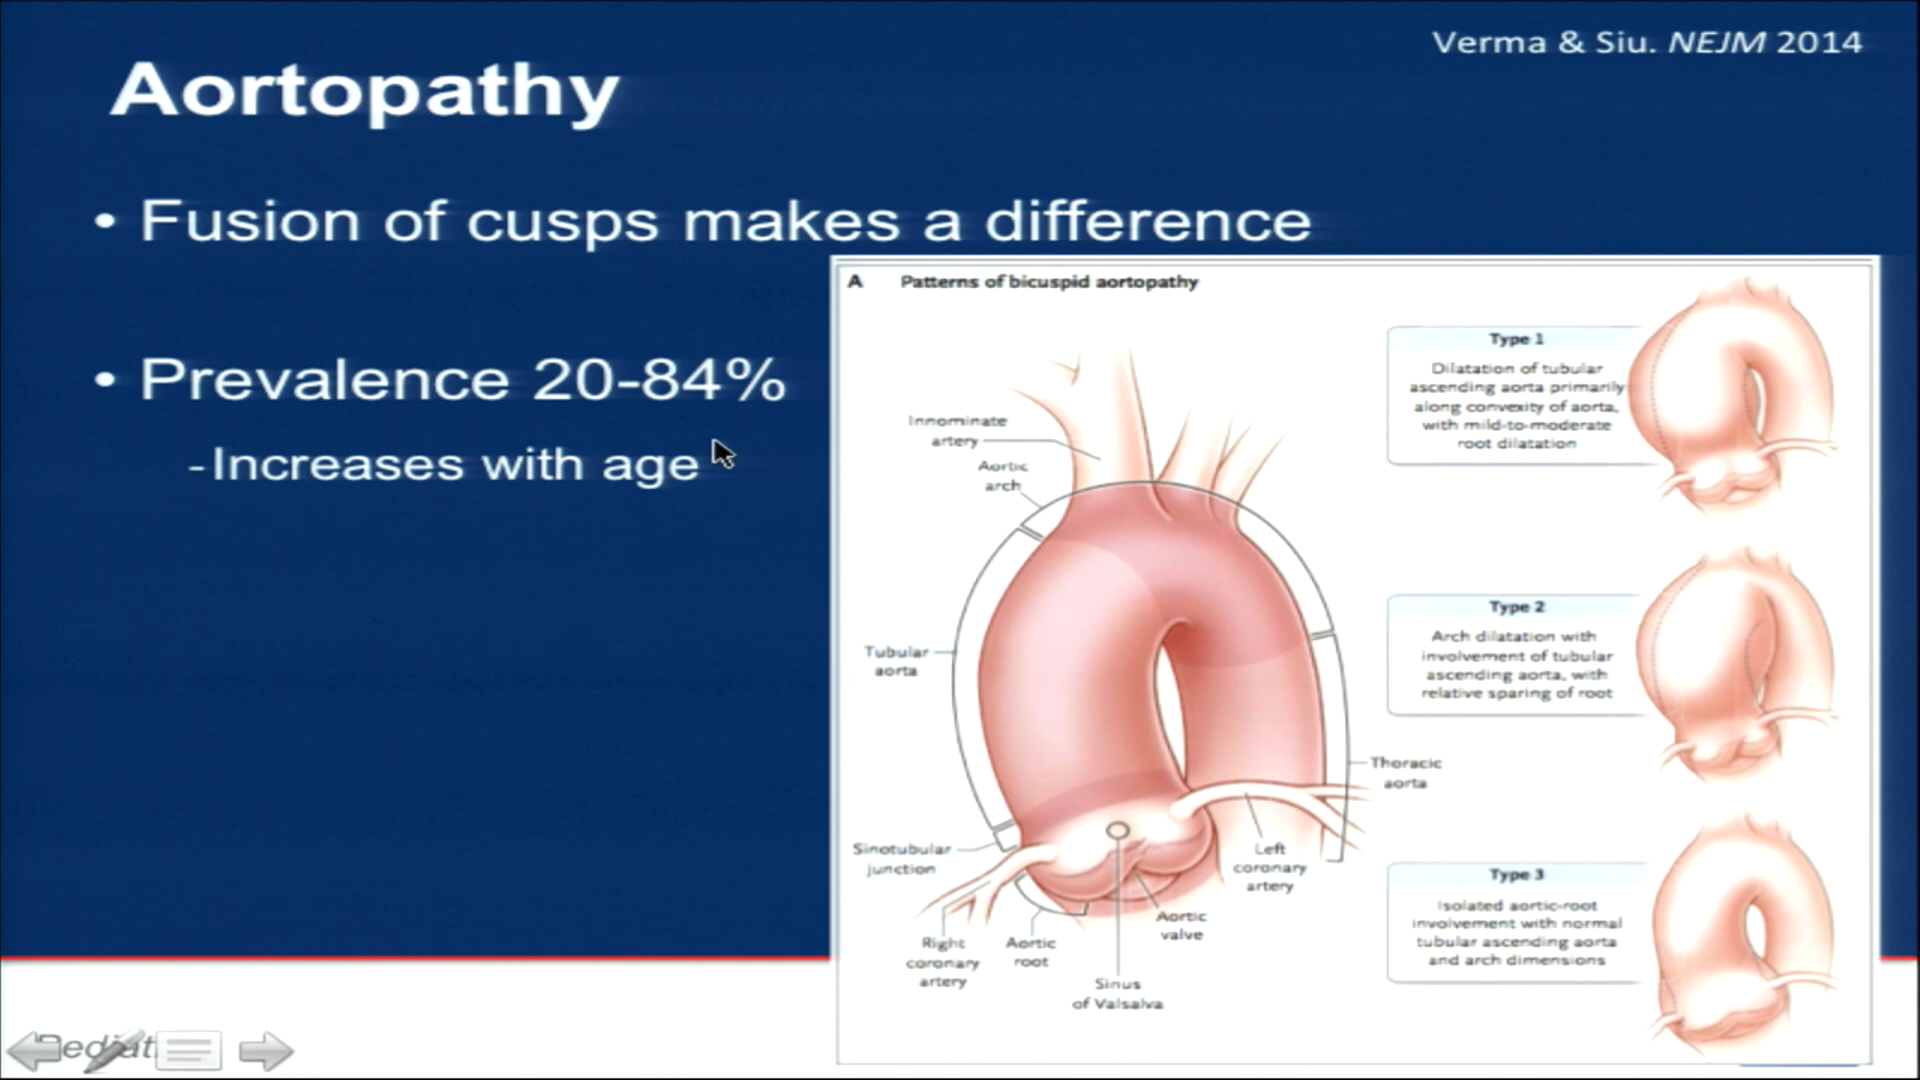 Verma & Siu. NEJM 2014
Aortopathy
• Fusion of cusps makes a difference
• Prevalence 20-84%
-Increases with age
A Patterns of bicuspid aortopathy
Innominate
artery
Aortic
arch
Tubular
aorta
Sinotubular
junction
Right
coronary
artery
Aortic
root
Sinus
of Valsalva
Aortic
valve
Left
coronary
artery
Thoracic
aorta
Type 1
Dilatation of tubular
ascending aorta primarily
along convexity of aorta,
with mild-to-moderate
root dilatation
Type 2
Arch dilatation with
involvement of tubular
ascending aorta, with
relative sparing of root
Type 3
Isolated aortic-root
involvement with normal
tubular ascending aorta
and arch dimensions